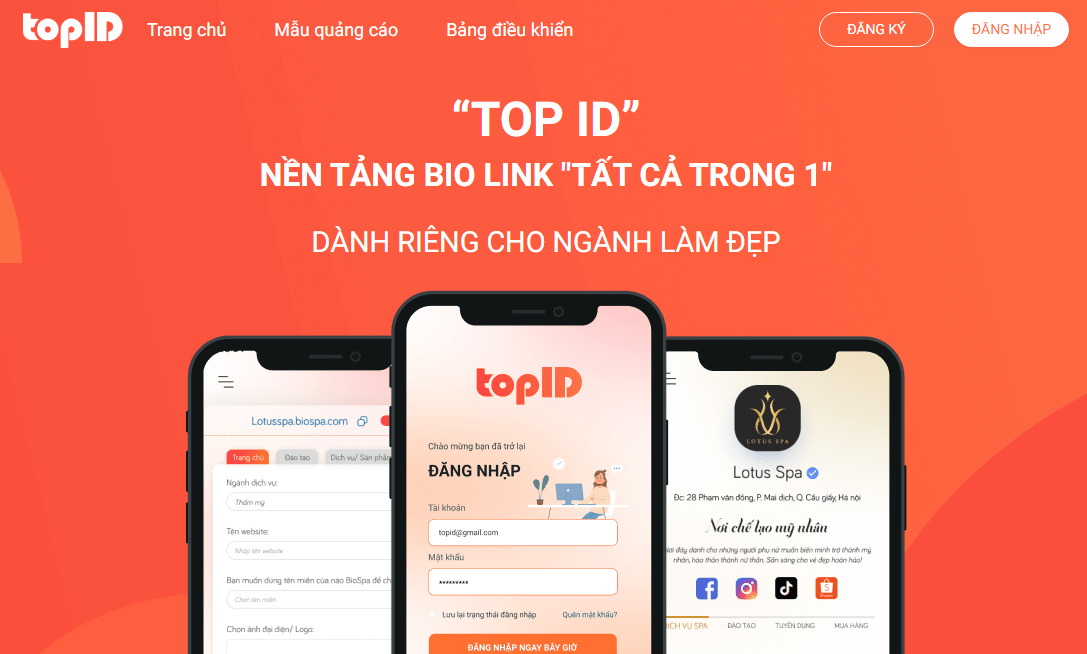 topID
Trang chủ
Mẫu quảng cáo
Bảng điều khiển
ĐĂNG KÝ
ĐĂNG NHẬP
“TOP ID”
NỀN TẢNG BIO LINK "TẤT CẢ TRONG 1"
DÀNH RIÊNG CHO NGÀNH LÀM ĐẸP
Lotusspa.biospa.com
Trang chủ
Đào tạo
Dịch vụ/ Sản phẩm
Ngành dịch vụ:
Thẩm mỹ
Tên website:
Nhập tên website
Bạn muốn dùng tên miền của nào BioSpa để ch
Chọn tên miền
Chọn ảnh đại diện/ Logo:
topID
Chào mừng bạn đã trở lại
ĐĂNG NHẬP
Tài khoản
topid@gmail.com
Mật khẩu
*********
Lưu lại trạng thái đăng nhập
Quên mật khẩu?
ĐĂNG NHẬP NGAY BÂY GIỜ
LOTUS SPA
Lotus Spa
Đc: 28 Phạm văn đồng, P. Mai dịch, Q. Cầu giấy, Hà nội
Nơi chế tạo mỹ nhân
Nơi đây dành cho những người phụ nữ muốn biến mình trở thành mỹ
nhân, hóa thân thành nữ thần. Sẵn sàng cho vẻ đẹp hoàn hảo!
Shopee
DỊCH VỤ SPA
ĐÀO TẠO
TUYỂN DỤNG
MUA HÀNG